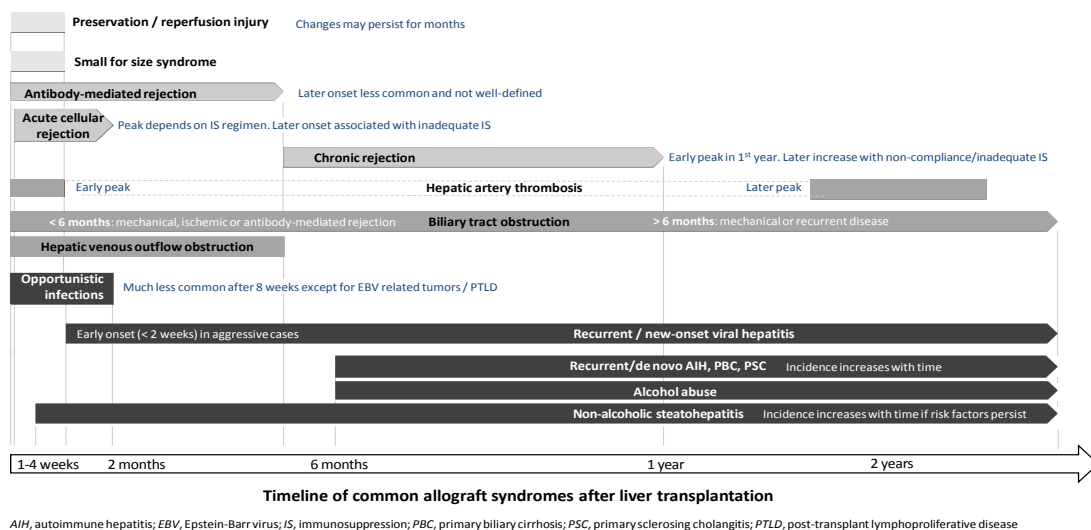 Preservation / reperfusion injury Changes may persist for months
Small for size syndrome
Antibody-mediated rejection Later onset less common and not well-defined
Acute cellular
rejection Peak depends on IS regimen. Later onset associated with inadequate IS
Chronic rejection Early peak in 1st year. Later increase with non-compliance/inadequate IS
Early peak Hepatic artery thrombosis Later peak
< 6 months: mechanical, ischemic or antibody-mediated rejection Biliary tract obstruction > 6 months: mechanical or recurrent disease
Hepatic venous outflow obstruction
Opportunistic
infections Much less common after 8 weeks except for EBV related tumors / PTLD
Early onset (< 2 weeks) in aggressive cases Recurrent / new-onset viral hepatitis
Recurrent/de novo AIH, PBC, PSC Incidence increases with time
Alcohol abuse
Non-alcoholic steatohepatitis Incidence increases with time if risk factors persist
1-4 weeks 2 months 6 months 1 year 2 years
Timeline of common allograft syndromes after liver transplantation
AIH, autoimmune hepatitis; EBV, Epstein-Barr virus; IS, immunosuppression; PBC, primary biliary cirrhosis; PSC, primary sclerosing cholangitis; PTLD, post-transplant lymphoproliferative disease